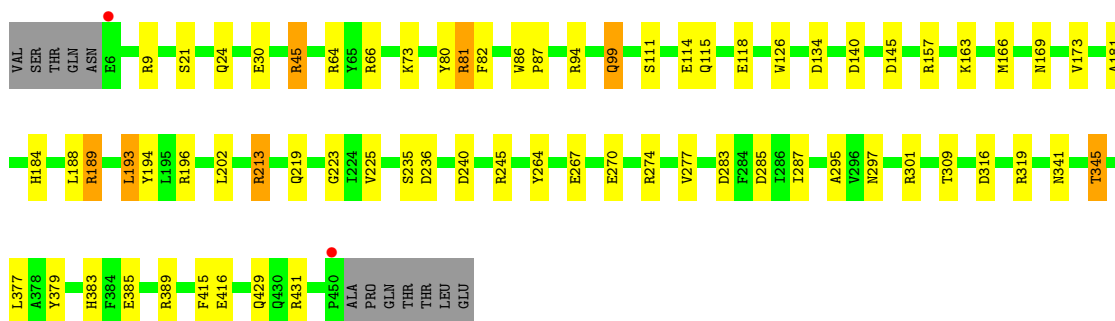 VAL SER THR GLN ASN E6 R9 S21 Q24 E30 R45 R64 Y65 R66 K73 Y80 R81 F82 W86 P87 R94 Q99 S111 E114 Q115 E118 W126 D134 D140 D145 R157 K163 M166 N169 V173 A181
H184 L188 R189 L193 Y194 L195 R196 L202 R213 Q219 G223 I224 V225 S235 D236 D240 R245 Y264 E267 E270 R274 V277 D283 F284 D285 I286 I287 A295 V296 N297 R301 T309 D316 R319 N341 T345
L377 A378 Y379 H383 F384 E385 R389 F415 E416 Q429 Q430 R431 P450 ALA PRO GLN THR THR LEU GLU